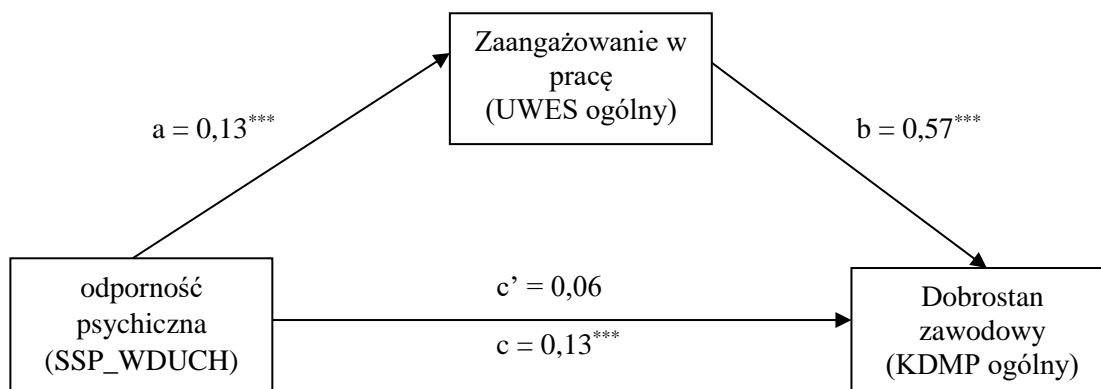 Zaangażowanie w
pracę
(UWES ogólny)
a = 0,13***
b = 0,57***
odporność
psychiczna
(SSP_WDUCH)
c’ = 0,06
c = 0,13***
Dobrostan
zawodowy
(KDMP ogólny)